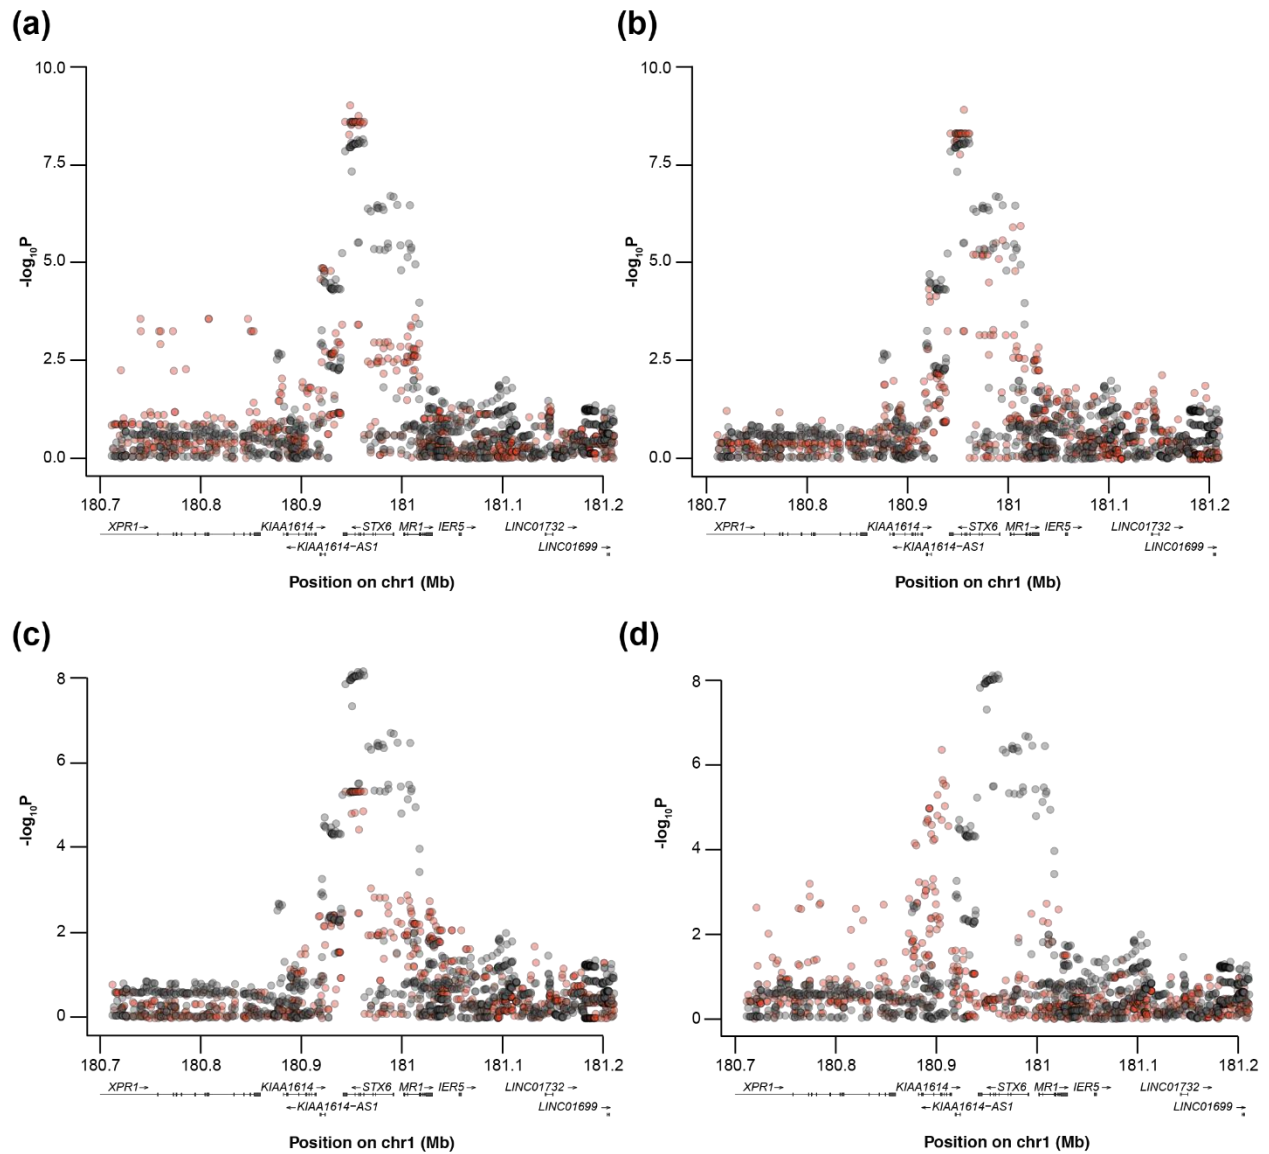 (a)
10.0
7.5
5.0
2.5
0.0
-log10P
180.7 180.8 180.9 181 181.1 181.2
XPR1→ KIAA1614 → ←STX6 MR1→ IER5→ LINC01732 →
←KIAA1614−AS1 LINC01699 →
Position on chr1 (Mb)
(b)
10.0
7.5
5.0
2.5
0.0
-log10P
180.7 180.8 180.9 181 181.1 181.2
XPR1→ KIAA1614 → ←STX6 MR1→ IER5→ LINC01732 →
←KIAA1614−AS1 LINC01699 →
Position on chr1 (Mb)
(c)
8
6
4
2
0
-log10P
180.7 180.8 180.9 181 181.1 181.2
XPR1→ KIAA1614 → ←STX6 MR1→ IER5→ LINC01732 →
←KIAA1614−AS1 LINC01699 →
Position on chr1 (Mb)
(d)
8
6
4
2
0
-log10P
180.7 180.8 180.9 181 181.1 181.2
XPR1→ KIAA1614 → ←STX6 MR1→ IER5→ LINC01732 →
←KIAA1614−AS1 LINC01699 →
Position on chr1 (Mb)